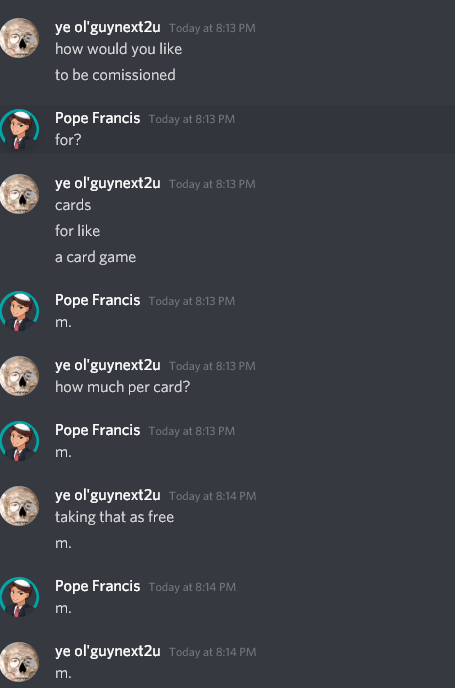 ye ol'guynext2u Today at 8:13 PM
how would you like
to be comissioned
Pope Francis Today at 8:13 PM
for?
ye ol'guynext2u Today at 8:13 PM
cards
for like
a card game
Pope Francis Today at 8:13 PM
m.
ye ol'guynext2u Today at 8:13 PM
how much per card?
Pope Francis Today at 8:13 PM
m.
ye ol'guynext2u Today at 8:14 PM
taking that as free
m.
Pope Francis Today at 8:14 PM
m.
ye ol'guynext2u Today at 8:14 PM
m.